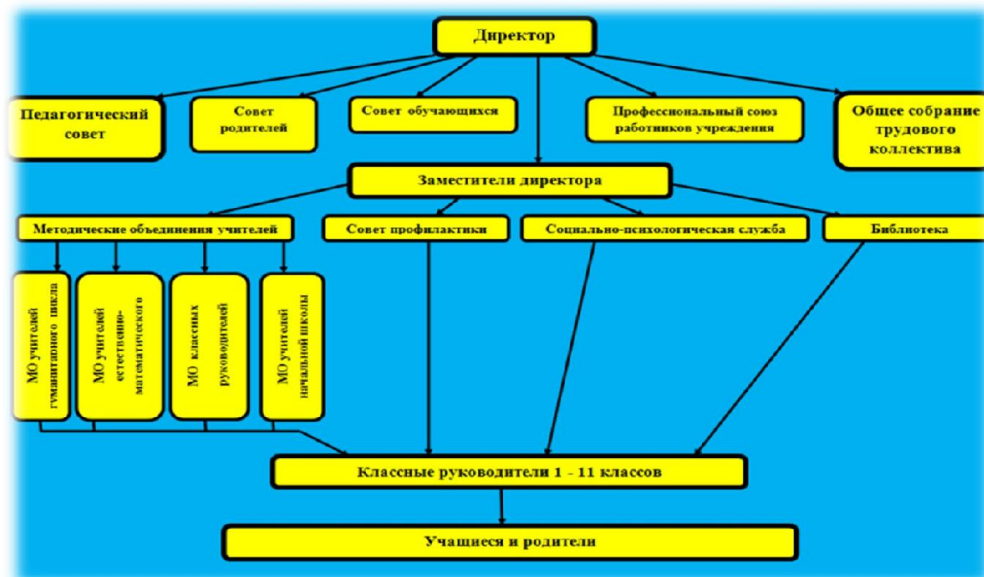 Директор
Педагогический
совет
Совет
родителей
Совет обучающихся
Профессиональный союз
работников учреждения
Общее собрание
трудового
коллектива
Заместители директора
Методические объединения учителей
Совет профилактики
Социально-психологическая служба
Библиотека
МО учителей
гуманитарного цикла
МО учителей
естественно-
математического
МО классных
руководителей
МО учителей
начальной школы
Классные руководители 1 - 11 классов
Учащиеся и родители